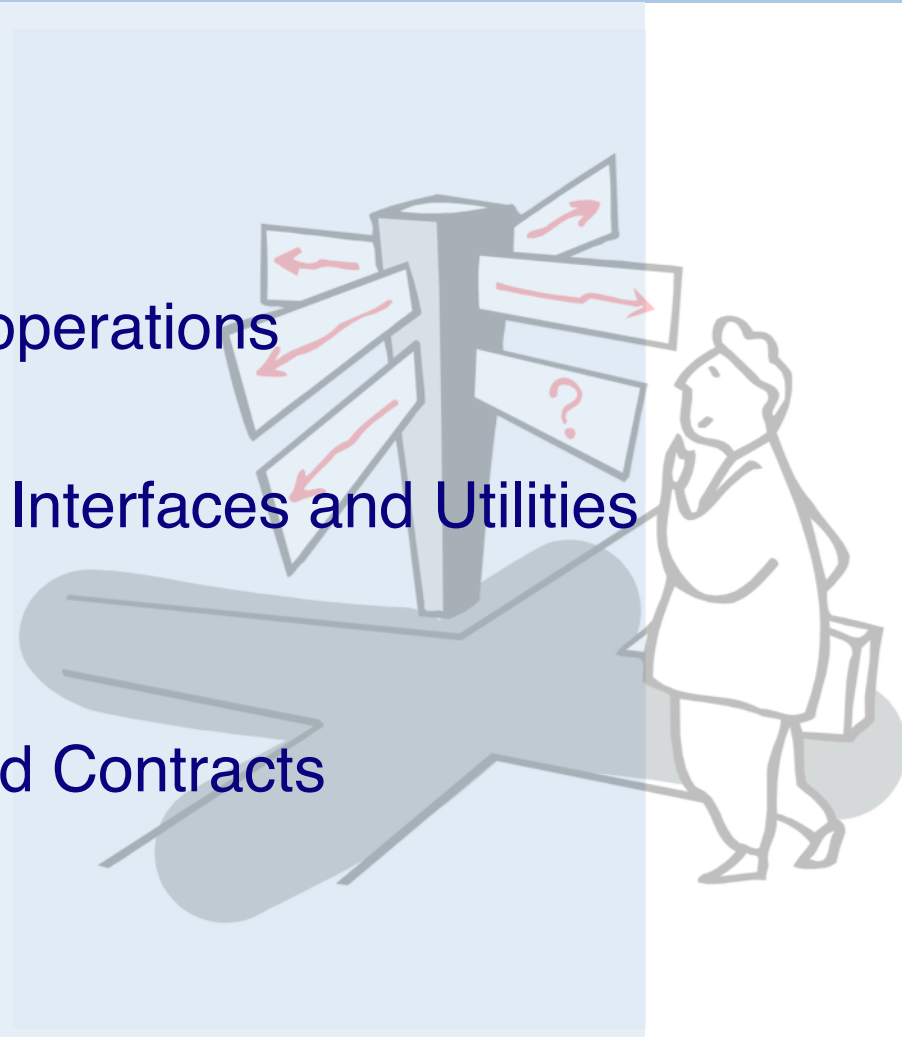 operations
Interfaces and Utilities
d Contracts
?